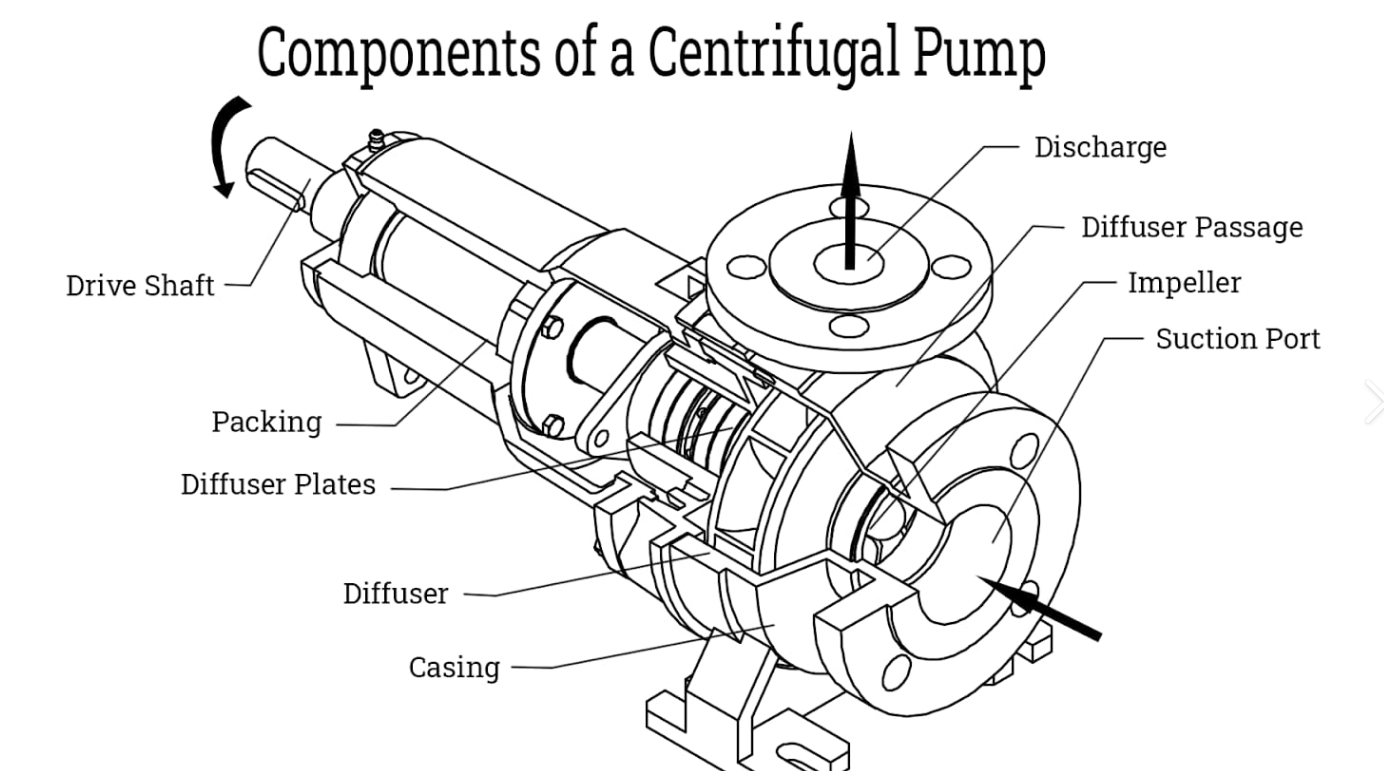 Components of a Centrifugal Pump
Discharge
Diffuser Passage
Impeller
Suction Port
Drive Shaft
Packing
Diffuser Plates
Diffuser
Casing